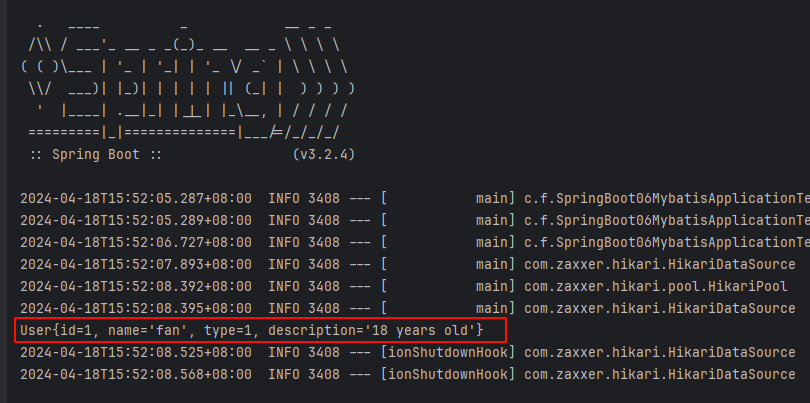 .   ____          _            __ _ _
 /\\ / ___'_ __ _ _(_)_ __  __ _ \ \ \ \
( ( )\___ | '_ | '_| | '_ \/ _` | \ \ \ \
 \\/  ___)| |_)| | | | | || (_| |  ) ) ) )
  '  |____| .__|_| |_|_| |_\__, | / / / /
 =========|_|==============|___/=/_/_/_/
 :: Spring Boot ::                (v3.2.4)
2024-04-18T15:52:05.287+08:00  INFO 3408 --- [           main] c.f.SpringBoot06MybatisApplicationTe
2024-04-18T15:52:05.289+08:00  INFO 3408 --- [           main] c.f.SpringBoot06MybatisApplicationTe
2024-04-18T15:52:06.727+08:00  INFO 3408 --- [           main] c.f.SpringBoot06MybatisApplicationTe
2024-04-18T15:52:07.893+08:00  INFO 3408 --- [           main] com.zaxxer.hikari.HikariDataSource
2024-04-18T15:52:08.392+08:00  INFO 3408 --- [           main] com.zaxxer.hikari.pool.HikariPool
2024-04-18T15:52:08.395+08:00  INFO 3408 --- [           main] com.zaxxer.hikari.HikariDataSource
User{id=1, name='fan', type=1, description='18 years old'}
2024-04-18T15:52:08.525+08:00  INFO 3408 --- [ionShutdownHook] com.zaxxer.hikari.HikariDataSource
2024-04-18T15:52:08.568+08:00  INFO 3408 --- [ionShutdownHook] com.zaxxer.hikari.HikariDataSource